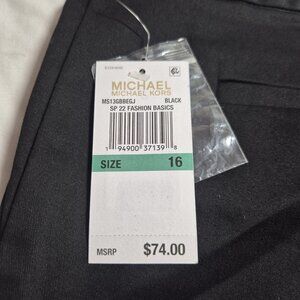 MICHAEL
MICHAEL KORS
MS13GBBEGJ BLACK
SP 22 FASHION BASICS
1 94900 37139 8
SIZE 16
MSRP $74.00